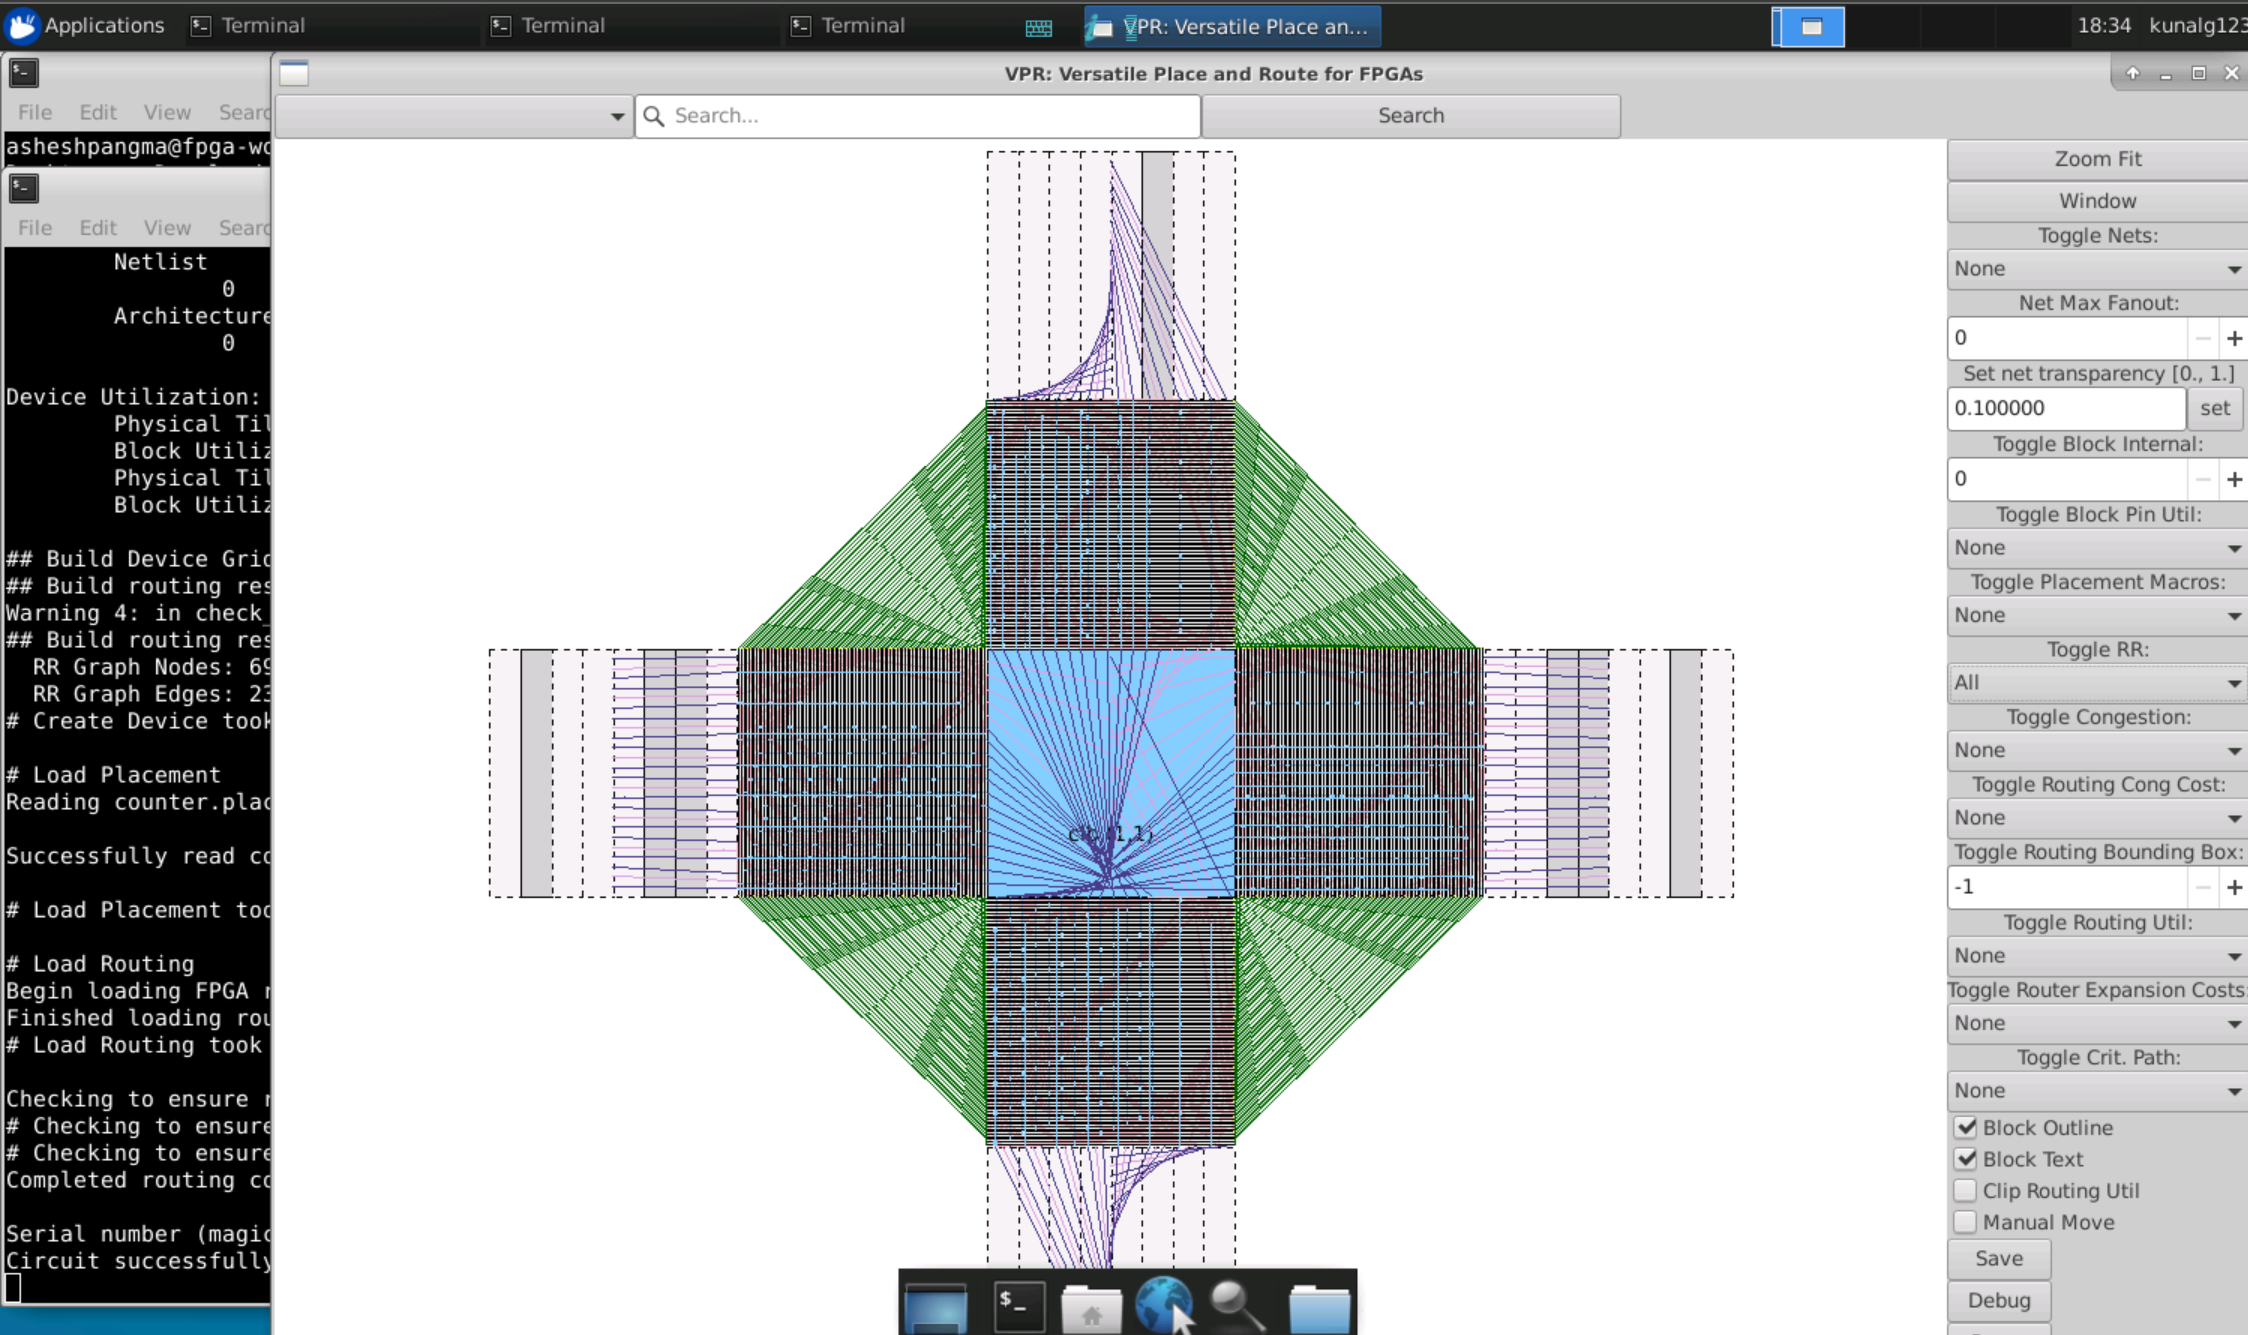 Applications
Terminal
Terminal
Terminal
VPR: Versatile Place an...
18:34
kunalg123
VPR: Versatile Place and Route for FPGAs
File Edit View Searc
Search...
Search
asheshpangma@fpga-wo
File Edit View Searc
Netlist
0
Architecture
0
Device Utilization:
Physical Til
Block Utiliz
Physical Til
Block Utiliz
## Build Device Grid
## Build routing res
Warning 4: in check_
## Build routing res
RR Graph Nodes: 69
RR Graph Edges: 23
# Create Device took
# Load Placement
Reading counter.plac
Successfully read co
# Load Placement too
# Load Routing
Begin loading FPGA r
Finished loading rou
# Load Routing took
Checking to ensure r
# Checking to ensure
# Checking to ensure
Completed routing co
Serial number (magic
Circuit successfully
clb (1,1)
Zoom Fit
Window
Toggle Nets:
None
Net Max Fanout:
0
Set net transparency [0., 1.]
0.100000
set
Toggle Block Internal:
0
Toggle Block Pin Util:
None
Toggle Placement Macros:
None
Toggle RR:
All
Toggle Congestion:
None
Toggle Routing Cong Cost:
None
Toggle Routing Bounding Box:
-1
Toggle Routing Util:
None
Toggle Router Expansion Costs:
None
Toggle Crit. Path:
None
Block Outline
Block Text
Clip Routing Util
Manual Move
Save
Debug